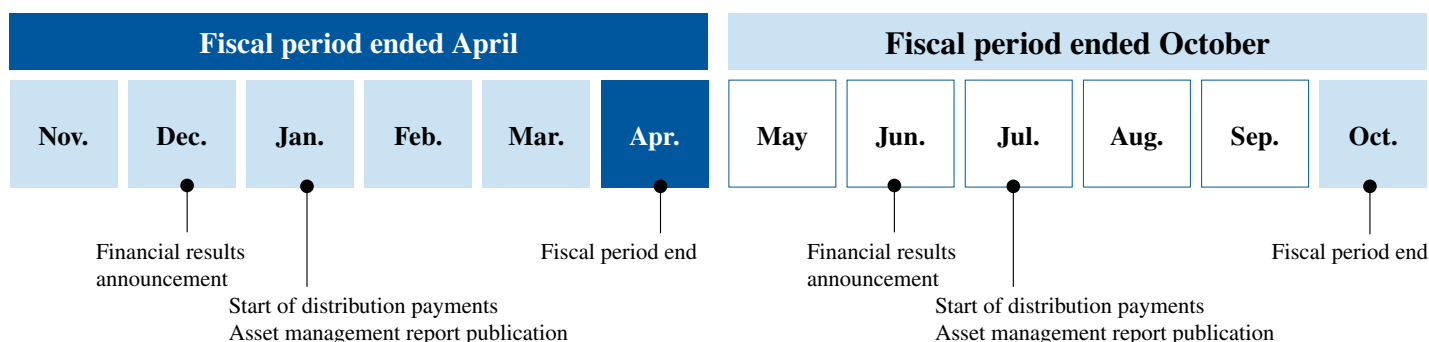 Fiscal period ended April
Fiscal period ended October
Nov.
Dec.
Jan.
Feb.
Mar.
Apr.
May
Jun.
Jul.
Aug.
Sep.
Oct.
Financial results
announcement
Start of distribution payments
Asset management report publication
Fiscal period end
Financial results
announcement
Start of distribution payments
Asset management report publication
Fiscal period end